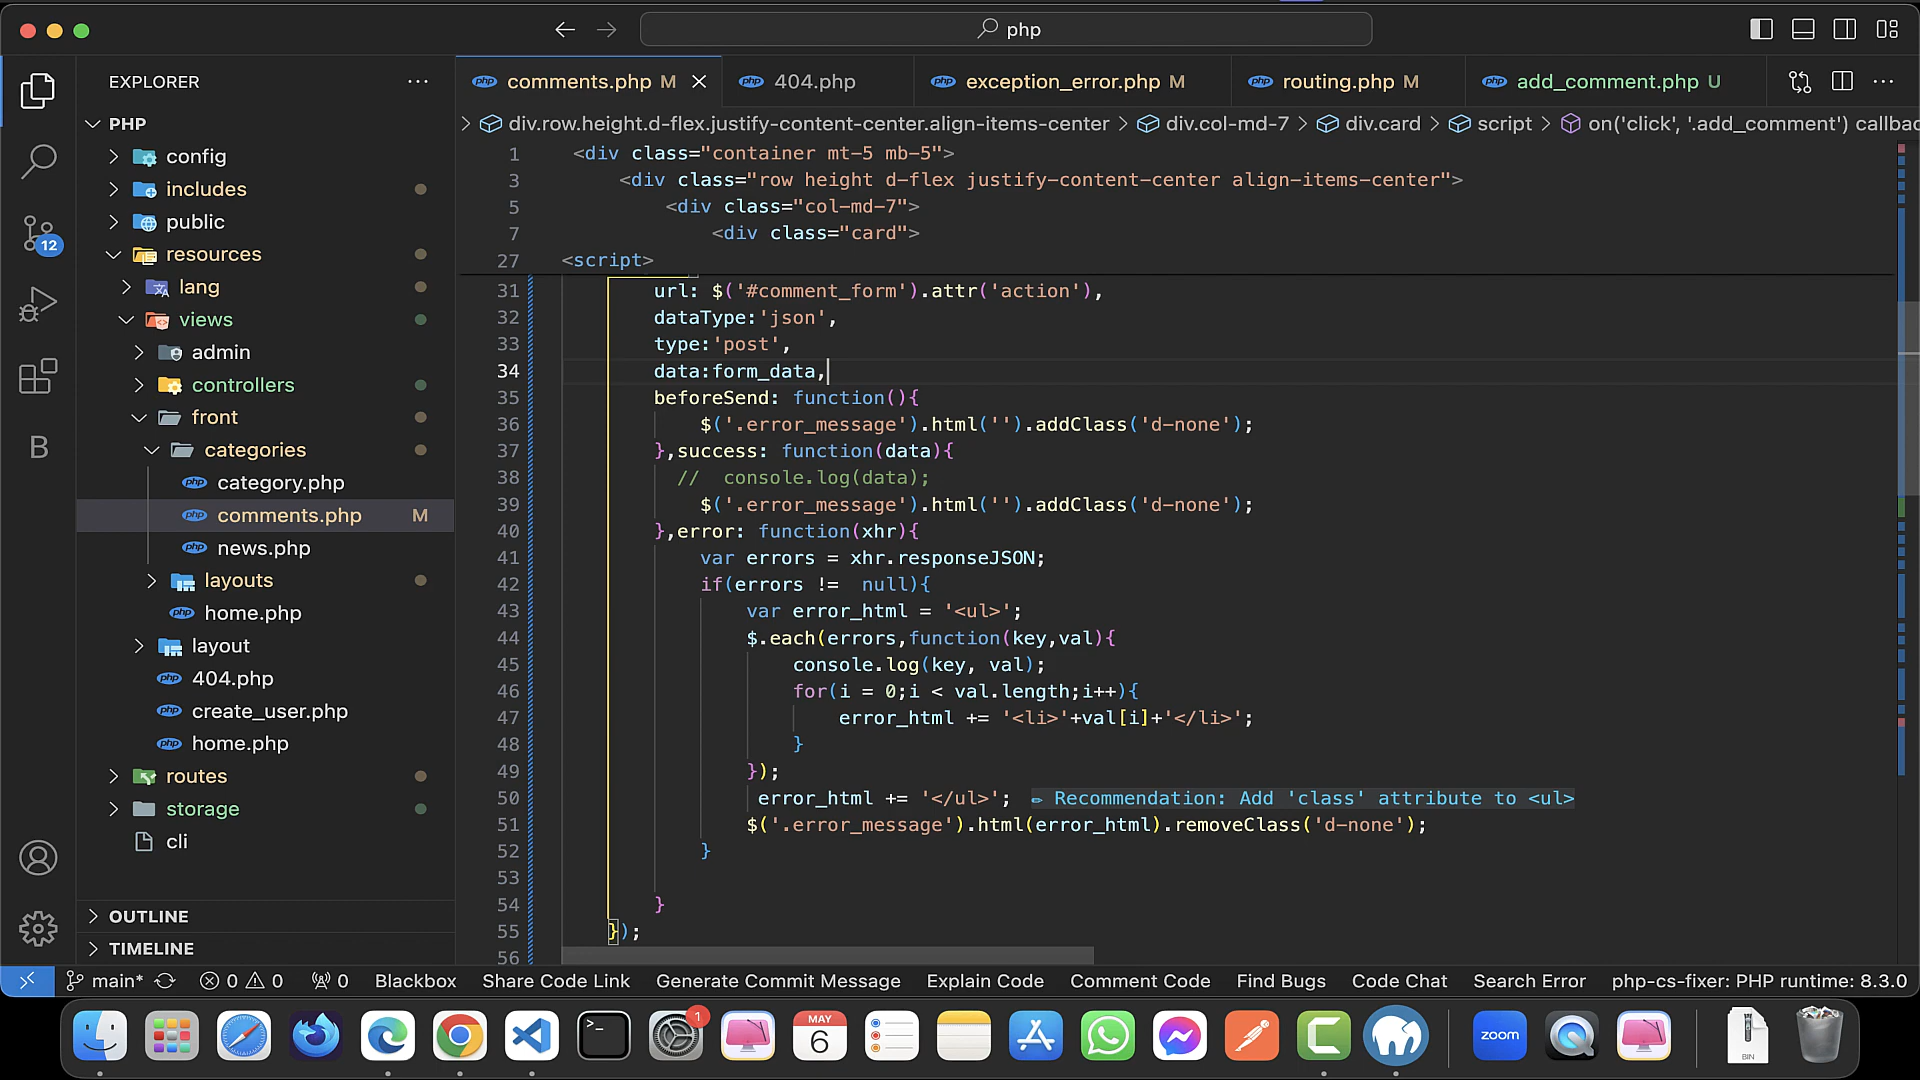 php
EXPLORER
comments.php M
404.php
exception_error.php M
routing.php M
add_comment.php U
div.row.height.d-flex.justify-content-center.align-items-center
div.col-md-7
div.card
script
on('click', '.add_comment') callbac
PHP
config
includes
public
resources
lang
views
admin
controllers
front
categories
category.php
comments.php M
news.php
layouts
home.php
layout
404.php
create_user.php
home.php
routes
storage
cli
OUTLINE
TIMELINE
12
B
1 <div class="container mt-5 mb-5">
3 <div class="row height d-flex justify-content-center align-items-center">
5 <div class="col-md-7">
7 <div class="card">
27 <script>
31 url: $('#comment_form').attr('action'),
32 dataType:'json',
33 type:'post',
34 data:form_data,
35 beforeSend: function(){
36 $('.error_message').html('').addClass('d-none');
37 },success: function(data){
38 //  console.log(data);
39 $('.error_message').html('').addClass('d-none');
40 },error: function(xhr){
41 var errors = xhr.responseJSON;
42 if(errors !=  null){
43 var error_html = '<ul>';
44 $.each(errors,function(key,val){
45 console.log(key, val);
46 for(i = 0;i < val.length;i++){
47 error_html += '<li>'+val[i]+'</li>';
48 }
49 });
50 error_html += '</ul>'; Recommendation: Add 'class' attribute to <ul>
51 $('.error_message').html(error_html).removeClass('d-none');
52 }
53
54 }
55 });
56
main* 0 0 0 Blackbox Share Code Link Generate Commit Message Explain Code Comment Code Find Bugs Code Chat Search Error php-cs-fixer: PHP runtime: 8.3.0
1
MAY
6
zoom
BIN